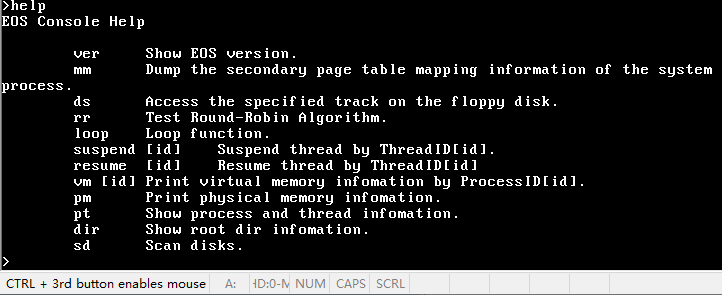 >help
EOS Console Help
ver Show EOS version.
mm Dump the secondary page table mapping information of the system
process.
ds Access the specified track on the floppy disk.
rr Test Round-Robin Algorithm.
loop Loop function.
suspend [id] Suspend thread by ThreadID[id].
resume [id] Resume thread by ThreadID[id]
vm [id] Print virtual memory infomation by ProcessID[id].
pm Print physical memory infomation.
pt Show process and thread infomation.
dir Show root dir infomation.
sd Scan disks.
>
CTRL + 3rd button enables mouse A: HD:0-M NUM CAPS SCRL